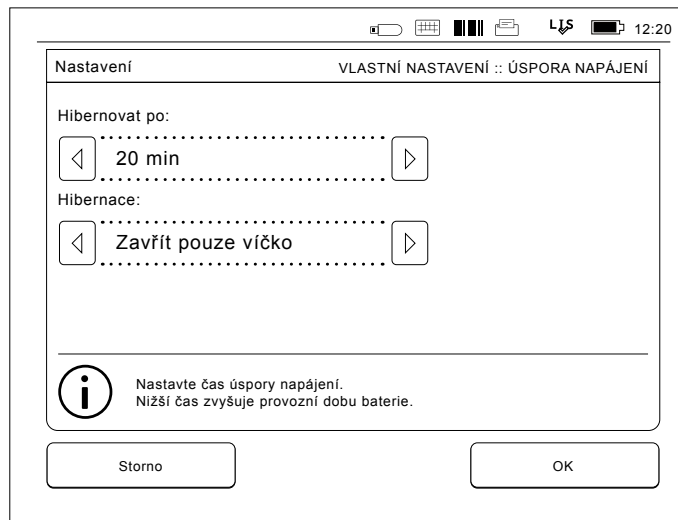 LIS 12:20
Nastavení VLASTNÍ NASTAVENÍ :: ÚSPORA NAPÁJENÍ
Hibernovat po:
20 min
Hibernace:
Zavřít pouze víčko
Nastavte čas úspory napájení.
Nižší čas zvyšuje provozní dobu baterie.
Storno OK